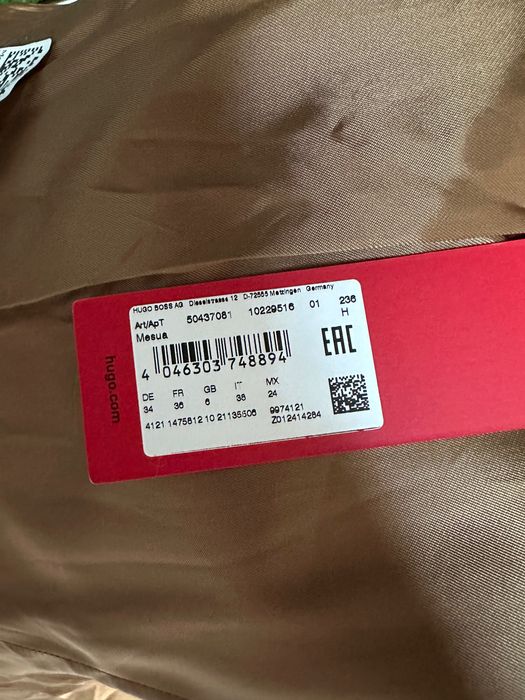 HUGO BOSS AG Dieselstrasse 12 D-72555 Metzingen Germany
Art/ApT 50437081 10229516 01 236
Mesua H
EAC
4 046303 748894
DE FR GB IT MX
34 36 6 38 24
4121 1475812 10 21135506 9974121
Z012414284
hugo.com